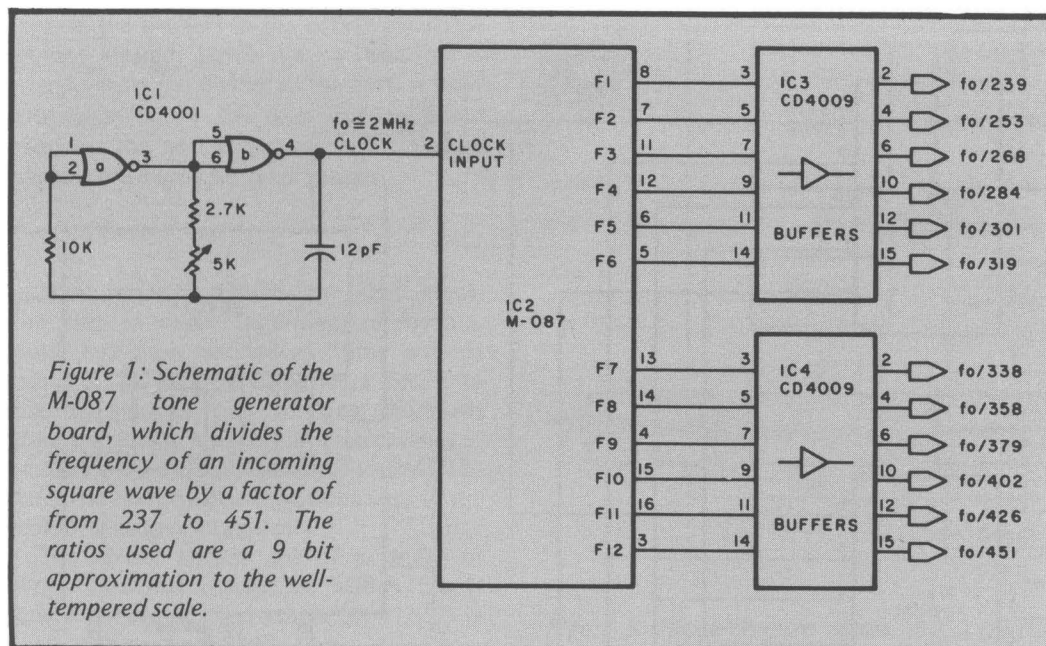 IC1
CD4001
1
2
a
3
5
6
b
4
fo≅2MHz
CLOCK
2
CLOCK
INPUT
10K
2.7K
5K
12pF
IC2
M-087
F1
8
3
F2
7
5
F3
11
7
F4
12
9
F5
6
11
F6
5
14
IC3
CD4009
BUFFERS
2
fo/239
4
fo/253
6
fo/268
10
fo/284
12
fo/301
15
fo/319
F7
13
3
F8
14
5
F9
4
7
F10
15
9
F11
16
11
F12
3
14
IC4
CD4009
BUFFERS
2
fo/338
4
fo/358
6
fo/379
10
fo/402
12
fo/426
15
fo/451
Figure 1: Schematic of the
M-087 tone generator
board, which divides the
frequency of an incoming
square wave by a factor of
from 237 to 451. The
ratios used are a 9 bit
approximation to the well-
tempered scale.